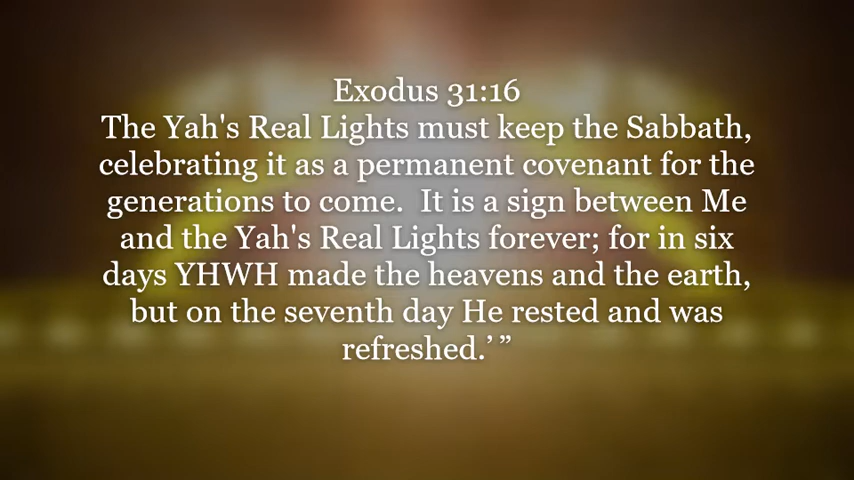 Exodus 31:16
The Yah's Real Lights must keep the Sabbath,
celebrating it as a permanent covenant for the
generations to come.  It is a sign between Me
and the Yah's Real Lights forever; for in six
days YHWH made the heavens and the earth,
but on the seventh day He rested and was
refreshed.’ ”